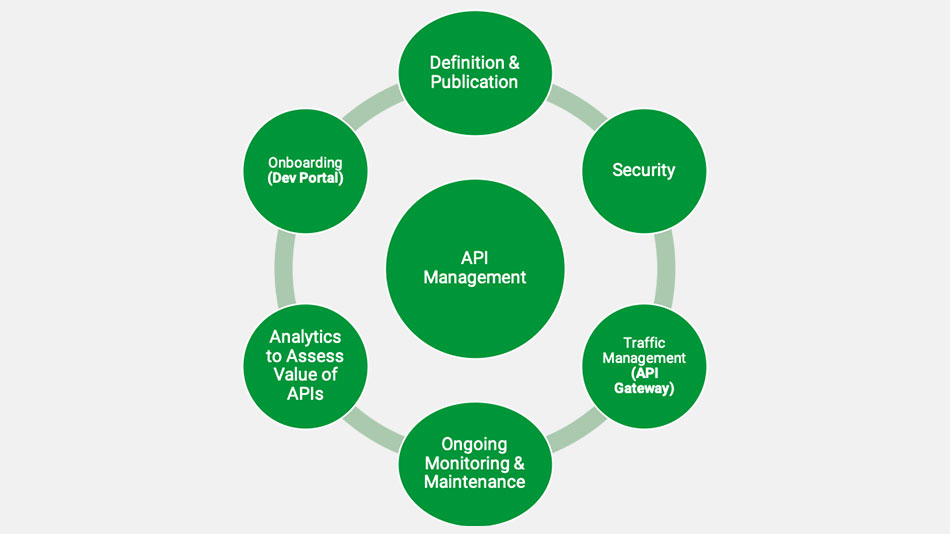 Definition &
Publication
Onboarding
(Dev Portal)
Security
API
Management
Analytics
to Assess
Value of
APIs
Traffic
Management
(API
Gateway)
Ongoing
Monitoring &
Maintenance